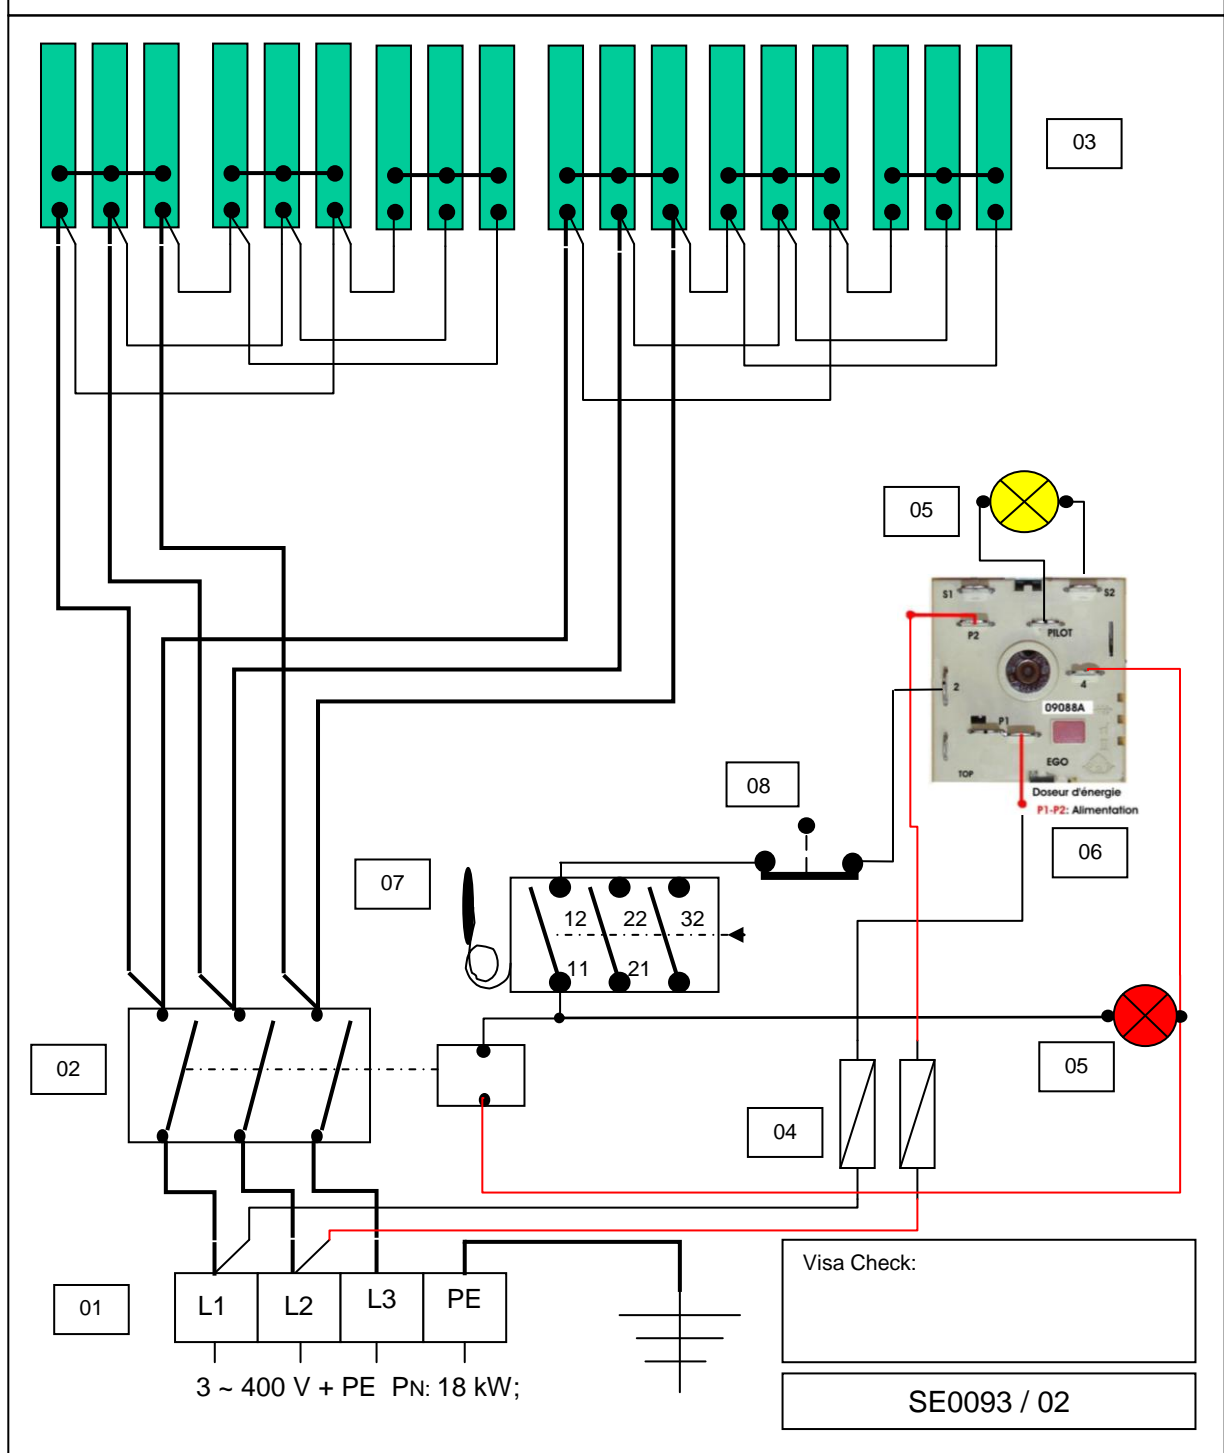 03
05
S1
S2
P2
PILOT
4
2
09088A
P1
EGO
TOP
Doseur d'énergie
P1-P2: Alimentation
08
06
07
12 22 32
11 21
02
05
04
Visa Check:
01
L1 L2 L3 PE
3 ~ 400 V + PE PN: 18 kW;
SE0093 / 02